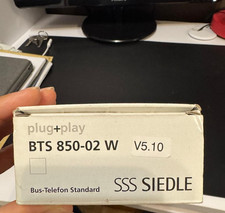 plug+play
BTS 850-02 W
V5.10
Bus-Telefon Standard
SSS SIEDLE